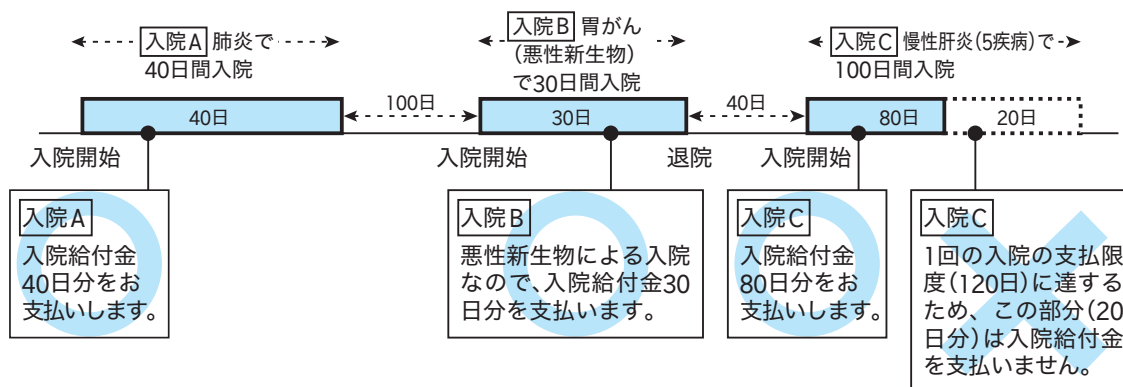 入院A 肺炎で
40日間入院
入院B 胃がん
(悪性新生物)
で30日間入院
入院C 慢性肝炎(5疾病)で
100日間入院
40日
100日
30日
40日
80日
20日
入院開始
入院開始
退院
入院開始
入院A
入院給付金
40日分をお
支払いします。
入院B
悪性新生物による入院
なので、入院給付金30
日分を支払います。
入院C
入院給付金
80日分をお
支払いします。
入院C
1回の入院の支払限
度(120日)に達する
ため、この部分(20
日分)は入院給付金
を支払いません。